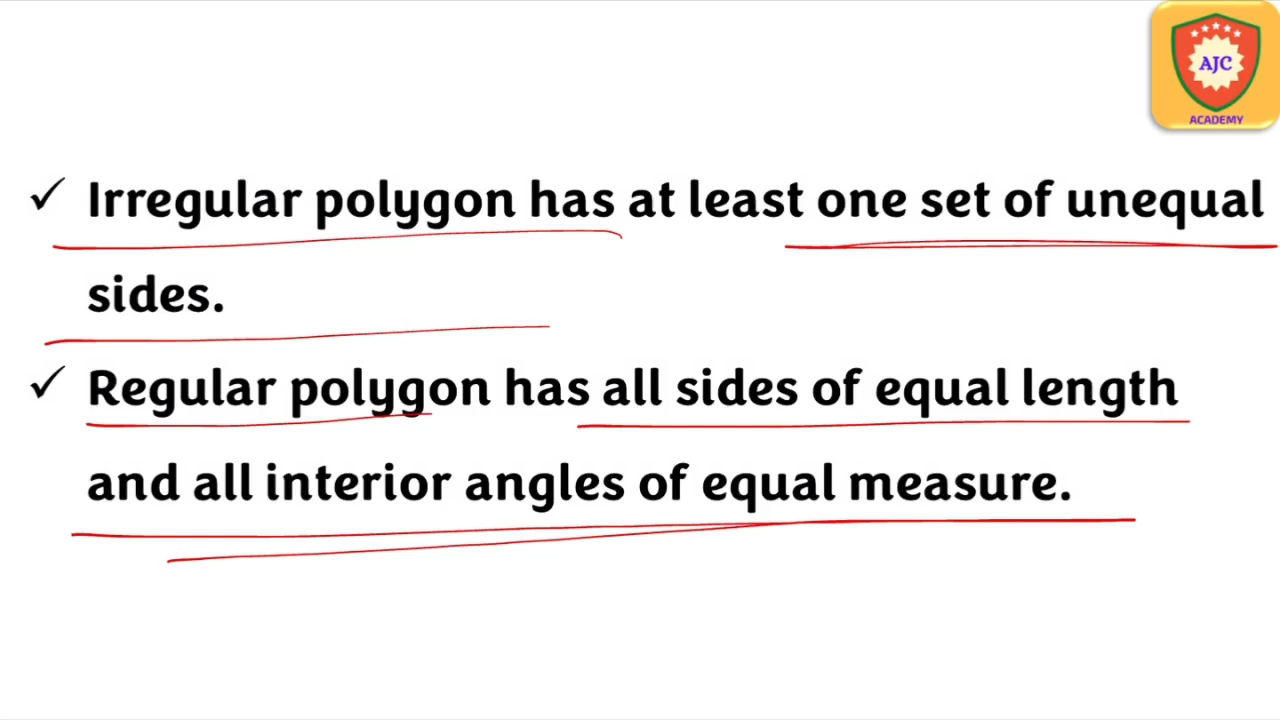 AJC
ACADEMY
✓ Irregular polygon has at least one set of unequal
sides.
✓ Regular polygon has all sides of equal length
and all interior angles of equal measure.